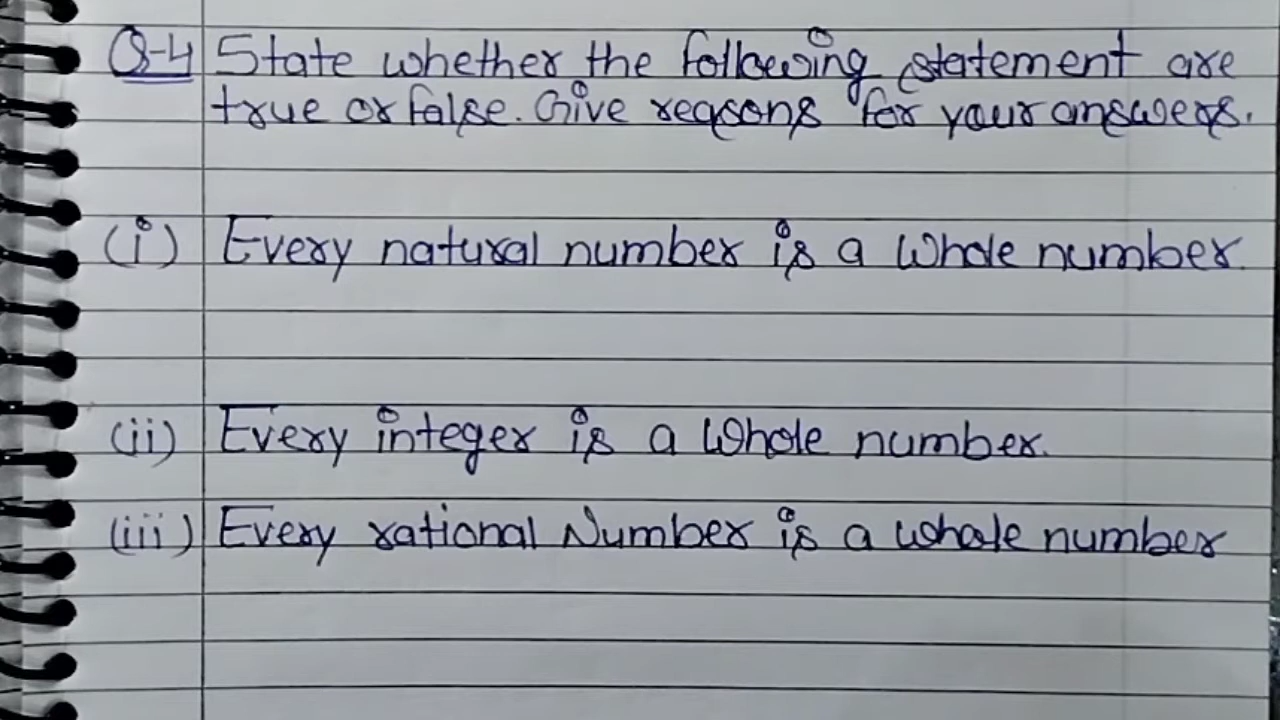 Q-4 State whether the following statement are
true or false. Give reasons for your answers.
(i) Every natural number is a whole number.
(ii) Every integer is a whole number.
(iii) Every rational Number is a whole number